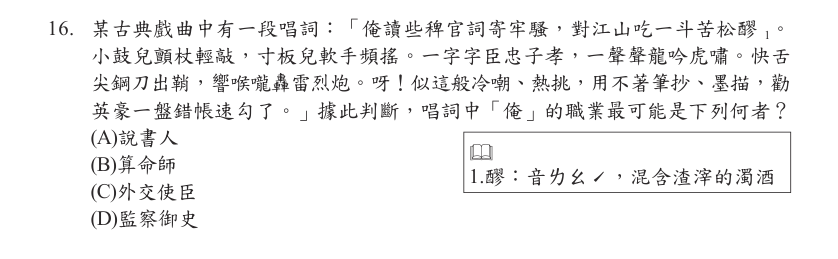 16. 某古典戲曲中有一段唱詞：「俺讀些稗官詞寄牢騷，對江山吃一斗苦松醪1。
小鼓兒顫杖輕敲，寸板兒軟手頻搖。一字字臣忠子孝，一聲聲龍吟虎嘯。快舌
尖鋼刀出鞘，響喉嚨轟雷烈炮。呀！似這般冷嘲、熱挑，用不著筆抄、墨描，勸
英豪一盤錯帳速勾了。」據此判斷，唱詞中「俺」的職業最可能是下列何者？
(A)說書人
(B)算命師
(C)外交使臣
(D)監察御史
1.醪：音ㄌㄠˊ，混含渣滓的濁酒